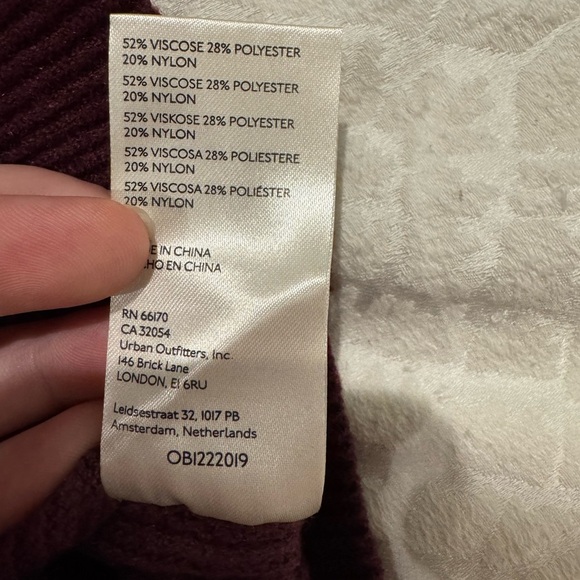 52% VISCOSE 28% POLYESTER
20% NYLON
52% VISCOSE 28% POLYESTER
20% NYLON
52% VISKOSE 28% POLYESTER
20% NYLON
52% VISCOSA 28% POLIESTERE
20% NYLON
52% VISCOSA 28% POLIÉSTER
20% NYLON
IN CHINA
EN CHINA
RN 66170
CA 32054
Urban Outfitters, Inc.
146 Brick Lane
LONDON, E1 6RU
Leidsestraat 32, 1017 PB
Amsterdam, Netherlands
OB1222019